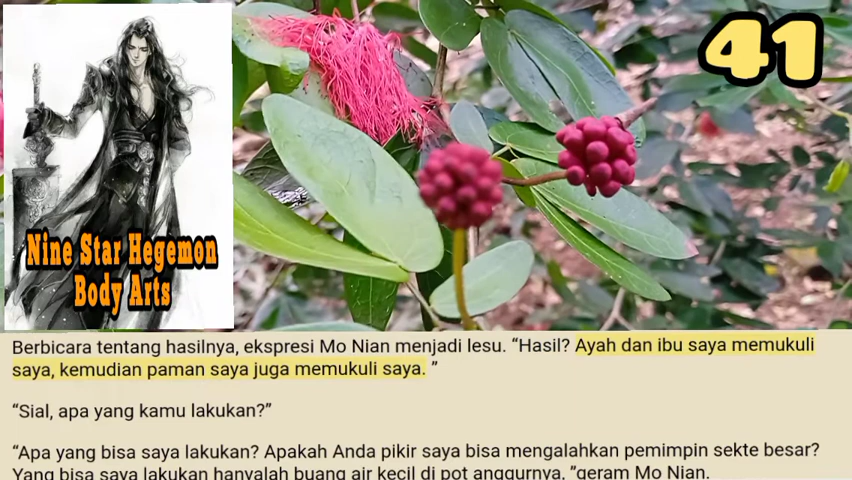 41
Nine Star Hegemon
Body Arts
Berbicara tentang hasilnya, ekspresi Mo Nian menjadi lesu. “Hasil? Ayah dan ibu saya memukuli
saya, kemudian paman saya juga memukuli saya. ”
“Sial, apa yang kamu lakukan?”
“Apa yang bisa saya lakukan? Apakah Anda pikir saya bisa mengalahkan pemimpin sekte besar?
Yang bisa saya lakukan hanyalah buang air kecil di pot anggurnya, ”geram Mo Nian.